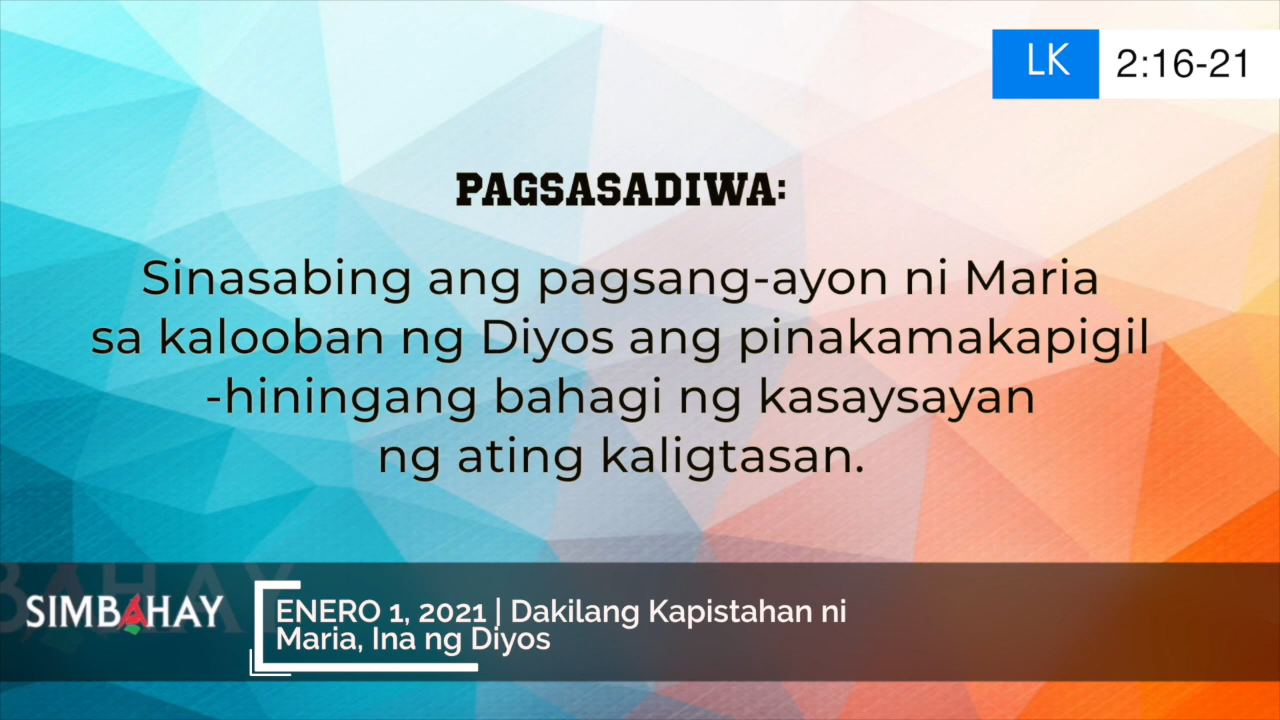 LK 2:16-21
PAGSASADIWA:
Sinasabing ang pagsang-ayon ni Maria
sa kalooban ng Diyos ang pinakamakapigil
-hiningang bahagi ng kasaysayan
ng ating kaligtasan.
SIMBAHAY
ENERO 1, 2021 | Dakilang Kapistahan ni
Maria, Ina ng Diyos